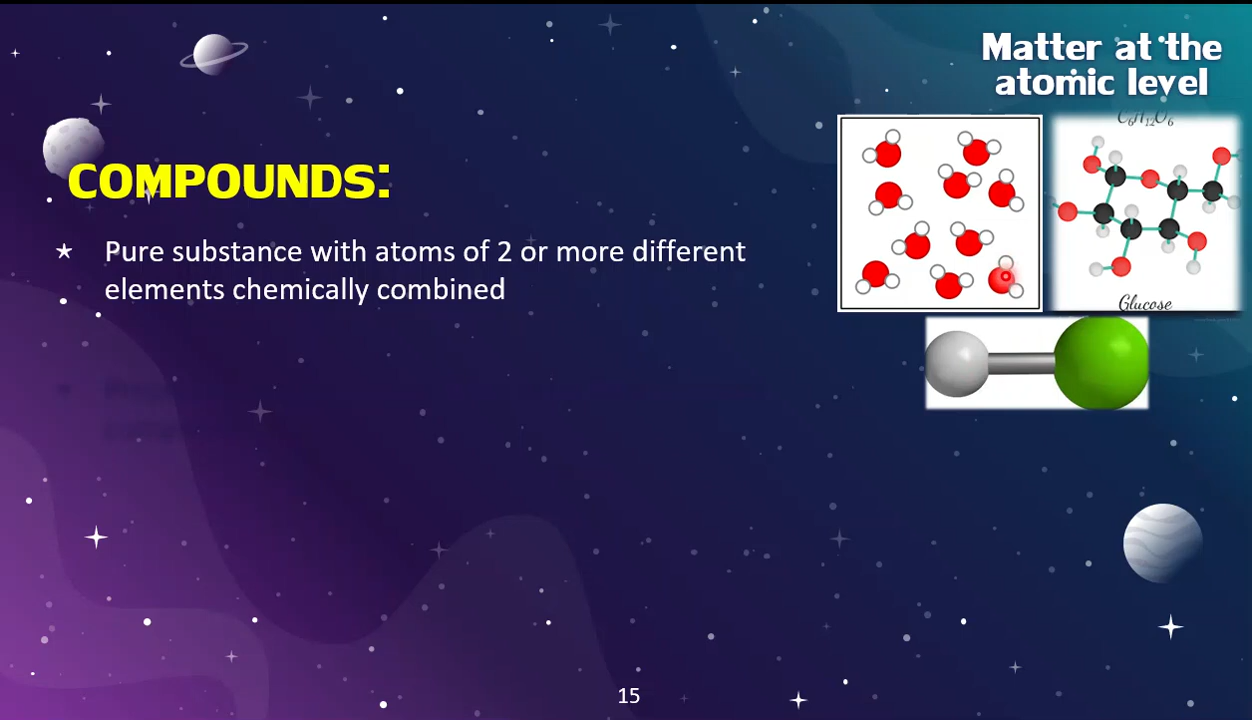 Matter at the
atomic level
C₆H₁₂O₆
COMPOUNDS:
★ Pure substance with atoms of 2 or more different
elements chemically combined
Glucose
15